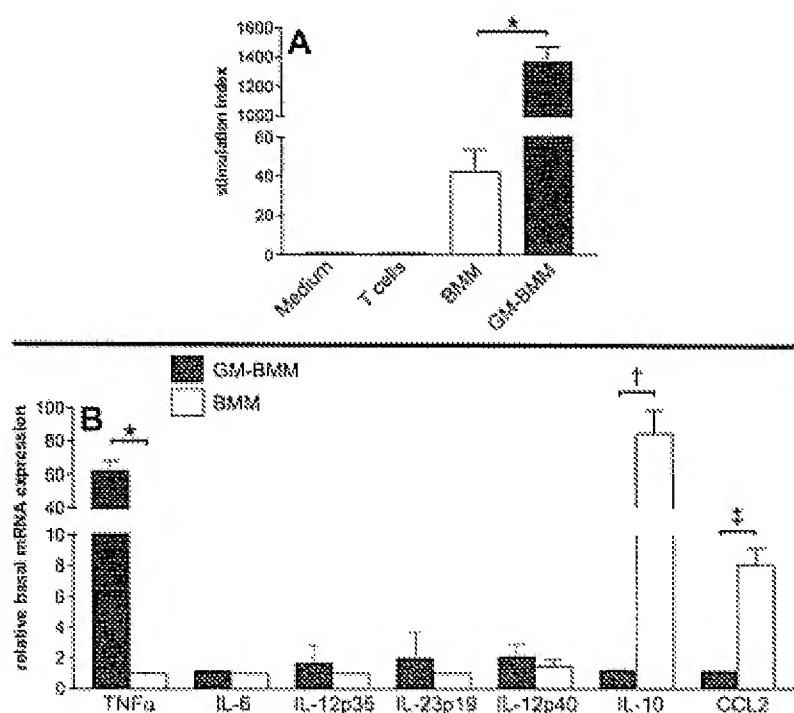 A
stimulation index
1600
1400
1200
1000
60
40
20
0
*
Medium
T cells
BMM
GM-BMM
B
GM-BMM
BMM
relative basal mRNA expression
100
80
60
40
10
8
6
4
2
0
*
†
‡
TNFα
IL-6
IL-12p35
IL-23p19
IL-12p40
IL-10
CCL2